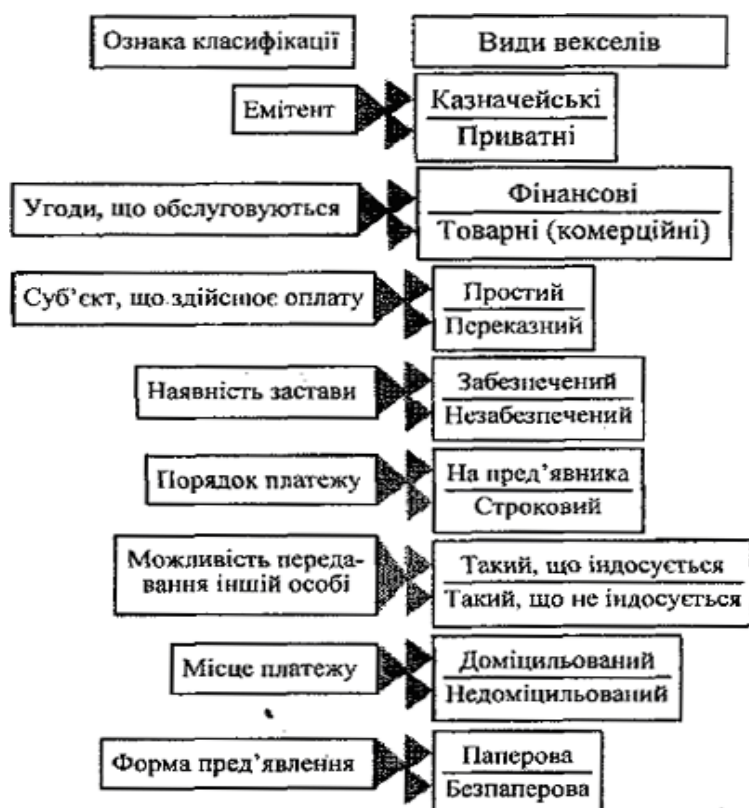 Ознака класифікації
Види векселів
Емітент
Казначейські
Приватні
Угоди, що обслуговуються
Фінансові
Товарні (комерційні)
Суб’єкт, що здійснює оплату
Простий
Переказний
Наявність застави
Забезпечений
Незабезпечений
Порядок платежу
На пред’явника
Строковий
Можливість переда-
вання іншій особі
Такий, що індосується
Такий, що не індосується
Місце платежу
Доміцильований
Недоміцильований
Форма пред’явлення
Паперова
Безпаперова